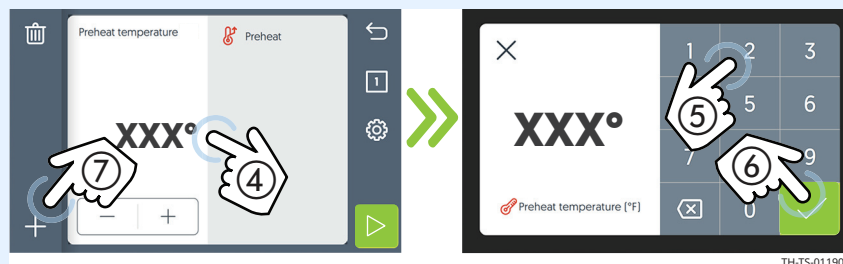 Preheat temperature
Preheat
1
XXX°
⑦
④
− +
+
1 2 3
XXX°
⑤
5 6
7
⑥
9
Preheat temperature (°F)
0
TH-TS-01190